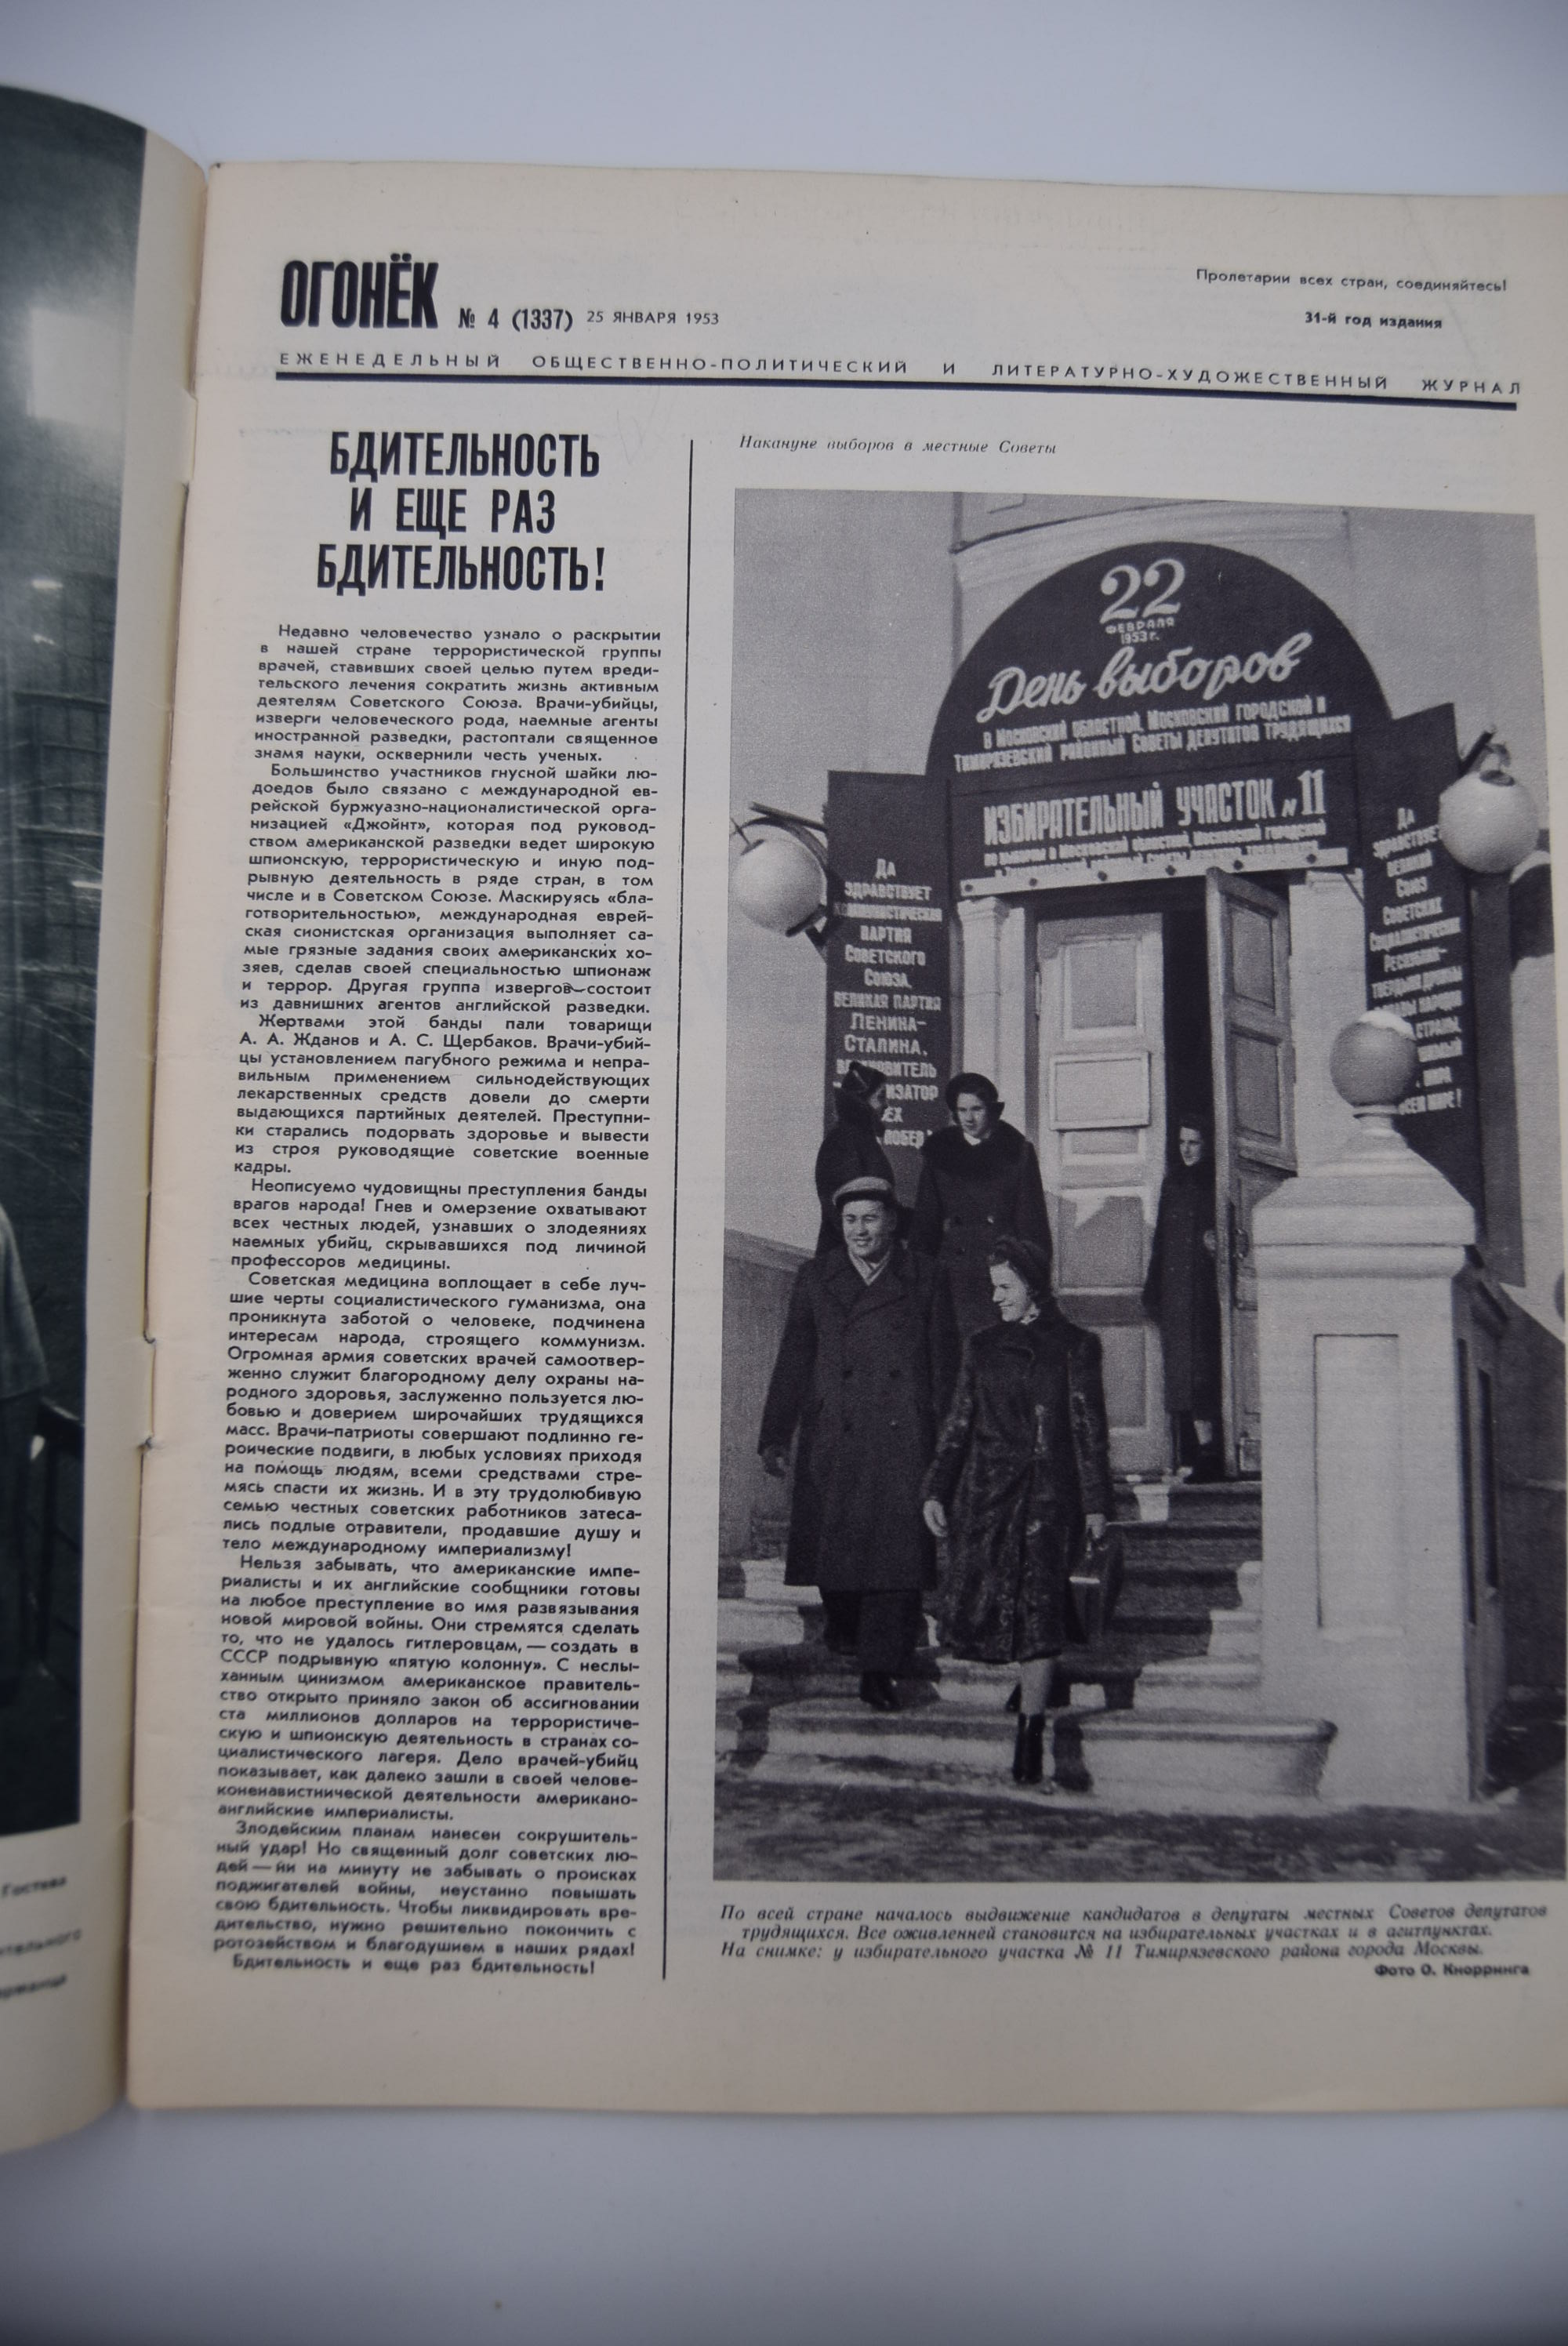 ОГОНЁК № 4 (1337) 25 ЯНВАРЯ 1953
Пролетарии всех стран, соединяйтесь!
31-й год издания
ЕЖЕНЕДЕЛЬНЫЙ ОБЩЕСТВЕННО-ПОЛИТИЧЕСКИЙ И ЛИТЕРАТУРНО-ХУДОЖЕСТВЕННЫЙ ЖУРНАЛ
БДИТЕЛЬНОСТЬ
И ЕЩЕ РАЗ
БДИТЕЛЬНОСТЬ!
Недавно человечество узнало о раскрытии
в нашей стране террористической группы
врачей, ставивших своей целью путем вреди-
тельского лечения сократить жизнь активным
деятелям Советского Союза. Врачи-убийцы,
изверги человеческого рода, наемные агенты
иностранной разведки, растоптали священное
знамя науки, осквернили честь ученых.
Большинство участников гнусной шайки лю-
доедов было связано с международной ев-
рейской буржуазно-националистической орга-
низацией «Джойнт», которая под руковод-
ством американской разведки ведет широкую
шпионскую, террористическую и иную под-
рывную деятельность в ряде стран, в том
числе и в Советском Союзе. Маскируясь «бла-
готворительностью», международная еврей-
ская сионистская организация выполняет са-
мые грязные задания своих американских хо-
зяев, сделав своей специальностью шпионаж
и террор. Другая группа извергов состоит
из давнишних агентов английской разведки.
Жертвами этой банды пали товарищи
А. А. Жданов и А. С. Щербаков. Врачи-убий-
цы установлением пагубного режима и непра-
вильным применением сильнодействующих
лекарственных средств довели до смерти
выдающихся партийных деятелей. Преступни-
ки старались подорвать здоровье и вывести
из строя руководящие советские военные
кадры.
Неописуемо чудовищны преступления банды
врагов народа! Гнев и омерзение охватывают
всех честных людей, узнавших о злодеяниях
наемных убийц, скрывавшихся под личиной
профессоров медицины.
Советская медицина воплощает в себе луч-
шие черты социалистического гуманизма, она
проникнута заботой о человеке, подчинена
интересам народа, строящего коммунизм.
Огромная армия советских врачей самоотвер-
женно служит благородному делу охраны на-
родного здоровья, заслуженно пользуется лю-
бовью и доверием широчайших трудящихся
масс. Врачи-патриоты совершают подлинно ге-
роические подвиги, в любых условиях приходя
на помощь людям, всеми средствами стре-
мясь спасти их жизнь. И в эту трудолюбивую
семью честных советских работников затеса-
лись подлые отравители, продавшие душу и
тело международному империализму!
Нельзя забывать, что американские импе-
риалисты и их английские сообщники готовы
на любое преступление во имя развязывания
новой мировой войны. Они стремятся сделать
то, что не удалось гитлеровцам, — создать в
СССР подрывную «пятую колонну». С неслы-
ханным цинизмом американское правитель-
ство открыто приняло закон об ассигновании
ста миллионов долларов на террористиче-
скую и шпионскую деятельность в странах со-
циалистического лагеря. Дело врачей-убийц
показывает, как далеко зашли в своей челове-
коненавистнической деятельности американо-
английские империалисты.
Злодейским планам нанесен сокрушитель-
ный удар! Но священный долг советских лю-
дей — ни на минуту не забывать о происках
поджигателей войны, неустанно повышать
свою бдительность. Чтобы ликвидировать вре-
дительство, нужно решительно покончить с
ротозейством и благодушием в наших рядах!
Бдительность и еще раз бдительность!
Накануне выборов в местные Советы
22
ФЕВРАЛЯ
1953 г.
День выборов
В МОСКОВСКИЙ ОБЛАСТНОЙ, МОСКОВСКИЙ ГОРОДСКОЙ И
ТИМИРЯЗЕВСКИЙ РАЙОННЫЙ СОВЕТЫ ДЕПУТАТОВ ТРУДЯЩИХСЯ
ИЗБИРАТЕЛЬНЫЙ УЧАСТОК №11
ДА
ЗДРАВСТВУЕТ
КОММУНИСТИЧЕСКАЯ
ПАРТИЯ
СОВЕТСКОГО
СОЮЗА,
ВЕЛИКАЯ ПАРТИЯ
ЛЕНИНА-
СТАЛИНА,
ДА
ЗДРАВСТВУЕТ
ВЕЛИКИЙ
СОЮЗ
СОВЕТСКИХ
СОЦИАЛИСТИЧЕСКИХ
РЕСПУБЛИК-
По всей стране началось выдвижение кандидатов в депутаты местных Советов депутатов
трудящихся. Все оживленней становится на избирательных участках и в агитпунктах.
На снимке: у избирательного участка № 11 Тимирязевского района города Москвы.
Фото О. Кнорринга